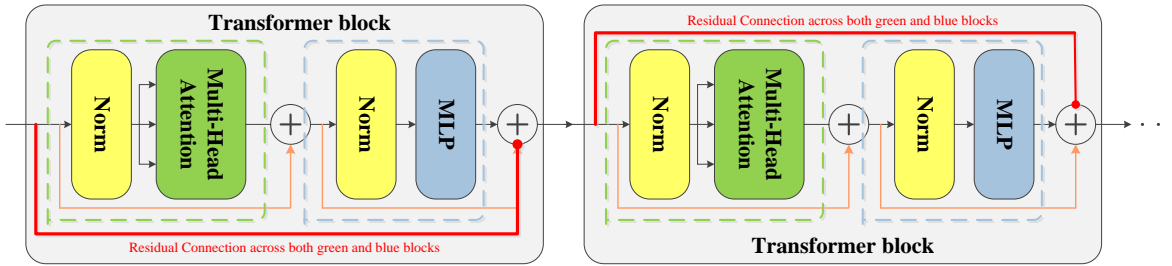 Transformer block
Norm
Multi-Head
Attention
Norm
MLP
Residual Connection across both green and blue blocks
Residual Connection across both green and blue blocks
Norm
Multi-Head
Attention
Norm
MLP
Transformer block